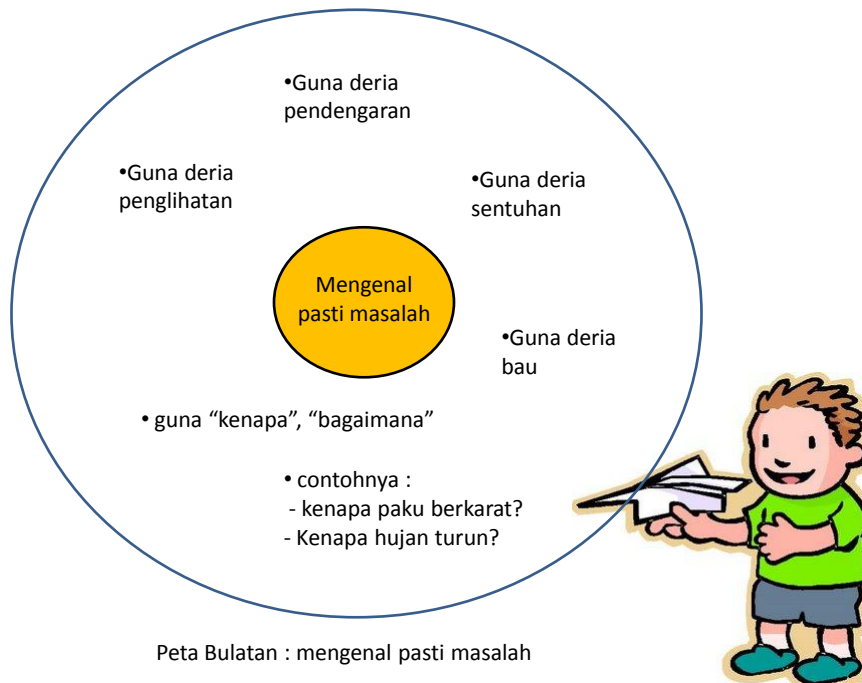 •Guna deria
pendengaran
•Guna deria
penglihatan
•Guna deria
sentuhan
Mengenal
pasti masalah
•Guna deria
bau
• guna “kenapa”, “bagaimana”
• contohnya :
- kenapa paku berkarat?
- Kenapa hujan turun?
Peta Bulatan : mengenal pasti masalah